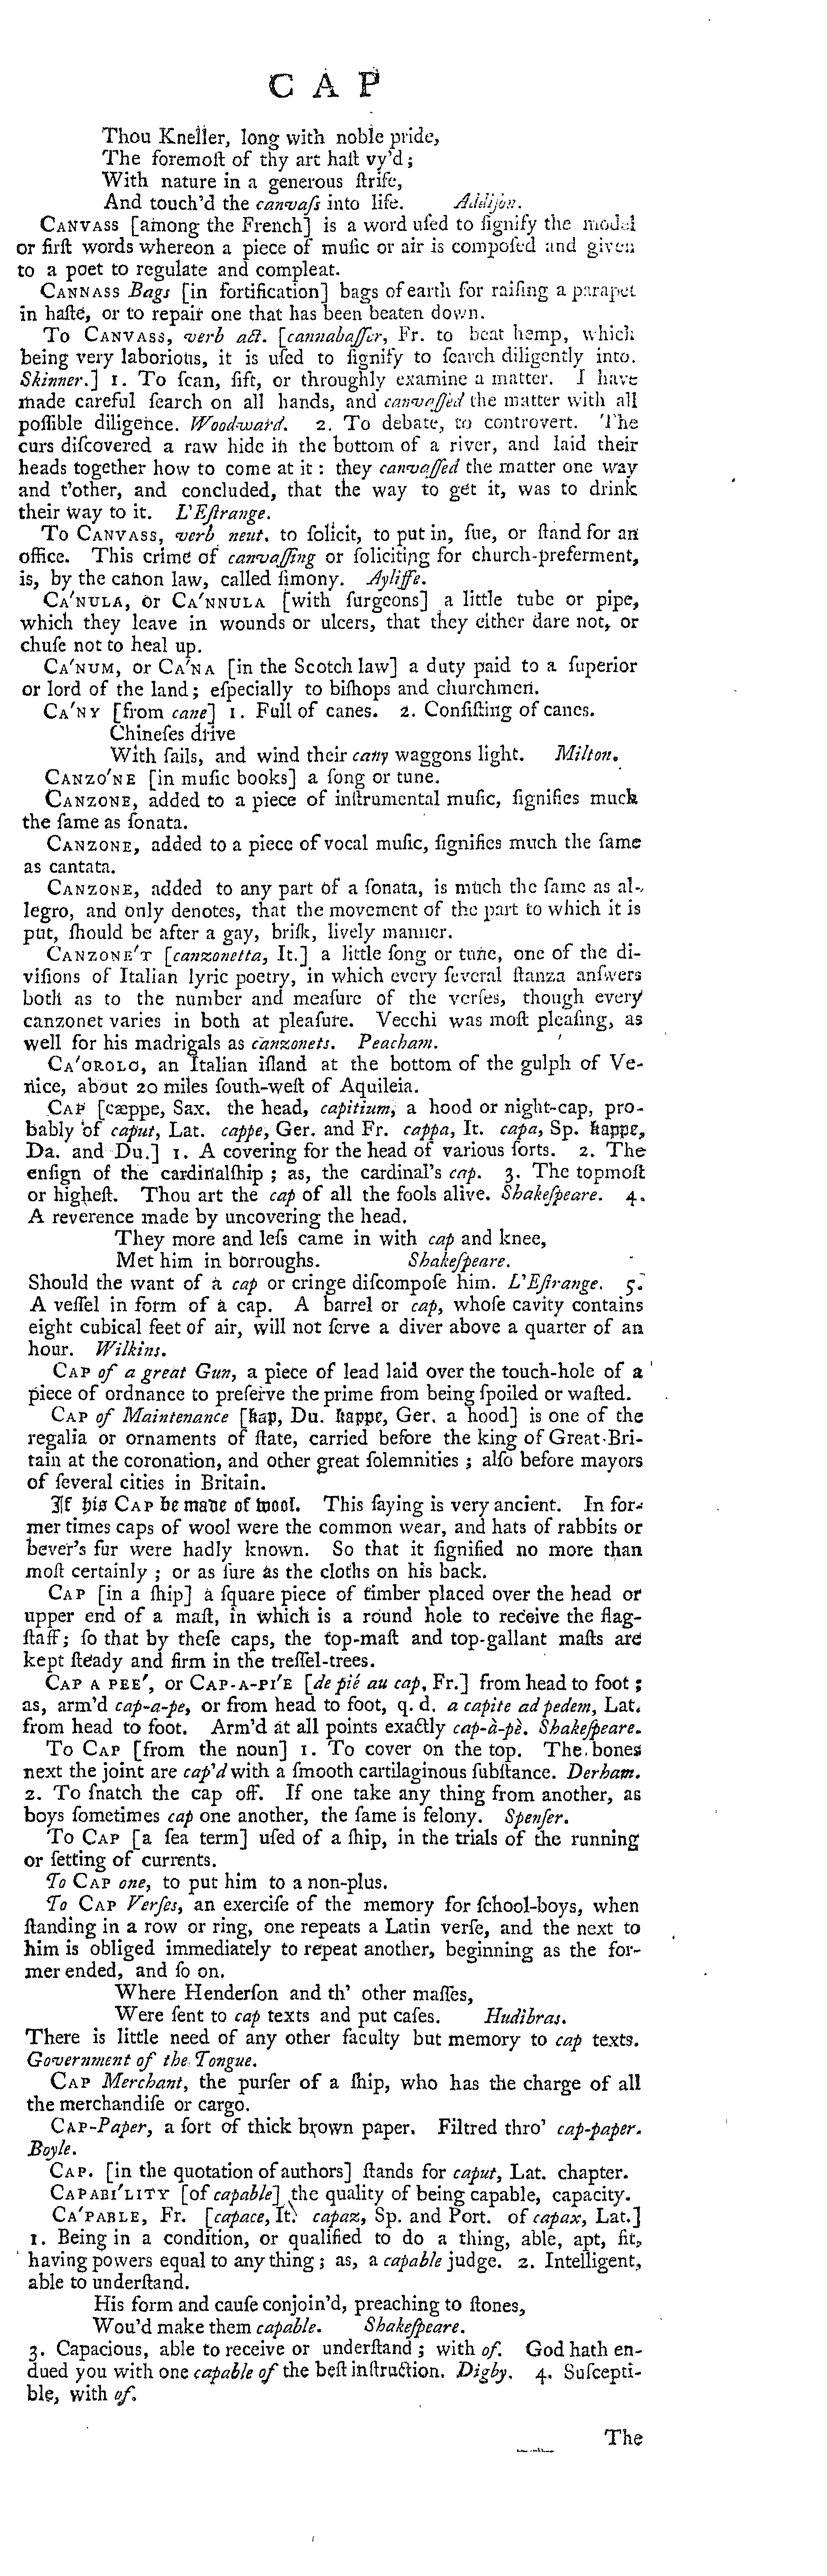 C A P
Thou Kneller, long with noble pride,
The foremoſt of thy art haſt vy'd;
With nature in a generous ſtrife,
And touch'd the canvaſs into life. Addiſon.
CANVASS [among the French] is a word uſed to ſignify the model
or firſt words whereon a piece of muſic or air is compoſed and given
to a poet to regulate and compleat.
CANNASS Bags [in fortification] bags of earth for raiſing a parapet
in haſte, or to repair one that has been beaten down.
To CANVASS, verb act. [cannabaſſer, Fr. to beat hemp, which
being very laborious, it is uſed to ſignify to ſearch diligently into.
Skinner.] 1. To ſcan, ſift, or throughly examine a matter. I have
made careful ſearch on all hands, and canvaſſed the matter with all
poſſible diligence. Woodward. 2. To debate, to controvert. The
curs diſcovered a raw hide in the bottom of a river, and laid their
heads together how to come at it: they canvaſſed the matter one way
and t'other, and concluded, that the way to get it, was to drink
their way to it. L'Eſtrange.
To CANVASS, verb neut. to ſolicit, to put in, ſue, or ſtand for an
office. This crime of canvaſſing or ſoliciting for church-preferment,
is, by the canon law, called ſimony. Ayliffe.
CA'NULA, or CA'NNULA [with ſurgeons] a little tube or pipe,
which they leave in wounds or ulcers, that they either dare not, or
chuſe not to heal up.
CA'NUM, or CA'NA [in the Scotch law] a duty paid to a ſuperior
or lord of the land; eſpecially to biſhops and churchmen.
CA'NY [from cane] 1. Full of canes. 2. Conſiſting of canes.
Chineſes drive
With ſails, and wind their cany waggons light. Milton.
CANZO'NE [in muſic books] a ſong or tune.
CANZONE, added to a piece of inſtrumental muſic, ſignifies much
the ſame as ſonata.
CANZONE, added to a piece of vocal muſic, ſignifies much the ſame
as cantata.
CANZONE, added to any part of a ſonata, is much the ſame as al-
legro, and only denotes, that the movement of the part to which it is
put, ſhould be after a gay, briſk, lively manner.
CANZONE'T [canzonetta, It.] a little ſong or tune, one of the di-
viſions of Italian lyric poetry, in which every ſeveral ſtanza anſwers
both as to the number and meaſure of the verſes, though every
canzonet varies in both at pleaſure. Vecchi was moſt pleaſing, as
well for his madrigals as canzonets. Peacham.
CA'OROLO, an Italian iſland at the bottom of the gulph of Ve-
nice, about 20 miles ſouth-weſt of Aquileia.
CAP [cæppe, Sax. the head, capitium, a hood or night-cap, pro-
bably of caput, Lat. cappe, Ger. and Fr. cappa, It. capa, Sp. kappe,
Da. and Du.] 1. A covering for the head of various ſorts. 2. The
enſign of the cardinalſhip; as, the cardinal's cap. 3. The topmoſt
or higheſt. Thou art the cap of all the fools alive. Shakeſpeare. 4.
A reverence made by uncovering the head.
They more and leſs came in with cap and knee,
Met him in borroughs. Shakeſpeare.
Should the want of a cap or cringe diſcompoſe him. L'Eſtrange. 5.
A veſſel in form of a cap. A barrel or cap, whoſe cavity contains
eight cubical feet of air, will not ſerve a diver above a quarter of an
hour. Wilkins.
CAP of a great Gun, a piece of lead laid over the touch-hole of a
piece of ordnance to preſerve the prime from being ſpoiled or waſted.
CAP of Maintenance [kap, Du. kappe, Ger. a hood] is one of the
regalia or ornaments of ſtate, carried before the king of Great-Bri-
tain at the coronation, and other great ſolemnities; alſo before mayors
of ſeveral cities in Britain.
If his CAP be made of wool. This ſaying is very ancient. In for-
mer times caps of wool were the common wear, and hats of rabbits or
bever's fur were hadly known. So that it ſignified no more than
moſt certainly; or as ſure as the cloths on his back.
CAP [in a ſhip] a ſquare piece of timber placed over the head or
upper end of a maſt, in which is a round hole to receive the flag-
ſtaff; ſo that by theſe caps, the top-maſt and top-gallant maſts are
kept ſteady and firm in the treſſel-trees.
CAP A PEE', or CAP-A-PI'E [de pié au cap, Fr.] from head to foot;
as, arm'd cap-a-pe, or from head to foot, q. d. a capite ad pedem, Lat.
from head to foot. Arm'd at all points exactly cap-à-pè. Shakeſpeare.
To CAP [from the noun] 1. To cover on the top. The bones
next the joint are cap'd with a ſmooth cartilaginous ſubſtance. Derham.
2. To ſnatch the cap off. If one take any thing from another, as
boys ſometimes cap one another, the ſame is felony. Spenſer.
To CAP [a ſea term] uſed of a ſhip, in the trials of the running
or ſetting of currents.
To CAP one, to put him to a non-plus.
To CAP Verſes, an exerciſe of the memory for ſchool-boys, when
ſtanding in a row or ring, one repeats a Latin verſe, and the next to
him is obliged immediately to repeat another, beginning as the for-
mer ended, and ſo on.
Where Henderſon and th' other maſſes,
Were ſent to cap texts and put caſes. Hudibras.
There is little need of any other faculty but memory to cap texts.
Government of the Tongue.
CAP Merchant, the purſer of a ſhip, who has the charge of all
the merchandiſe or cargo.
CAP-Paper, a ſort of thick brown paper. Filtred thro' cap-paper.
Boyle.
CAP. [in the quotation of authors] ſtands for caput, Lat. chapter.
CAPABI'LITY [of capable] the quality of being capable, capacity.
CA'PABLE, Fr. [capace, It. capaz, Sp. and Port. of capax, Lat.]
1. Being in a condition, or qualified to do a thing, able, apt, fit,
having powers equal to any thing; as, a capable judge. 2. Intelligent,
able to underſtand.
His form and cauſe conjoin'd, preaching to ſtones,
Wou'd make them capable. Shakeſpeare.
3. Capacious, able to receive or underſtand; with of. God hath en-
dued you with one capable of the beſt inſtruction. Digby. 4. Suſcepti-
ble, with of.
The